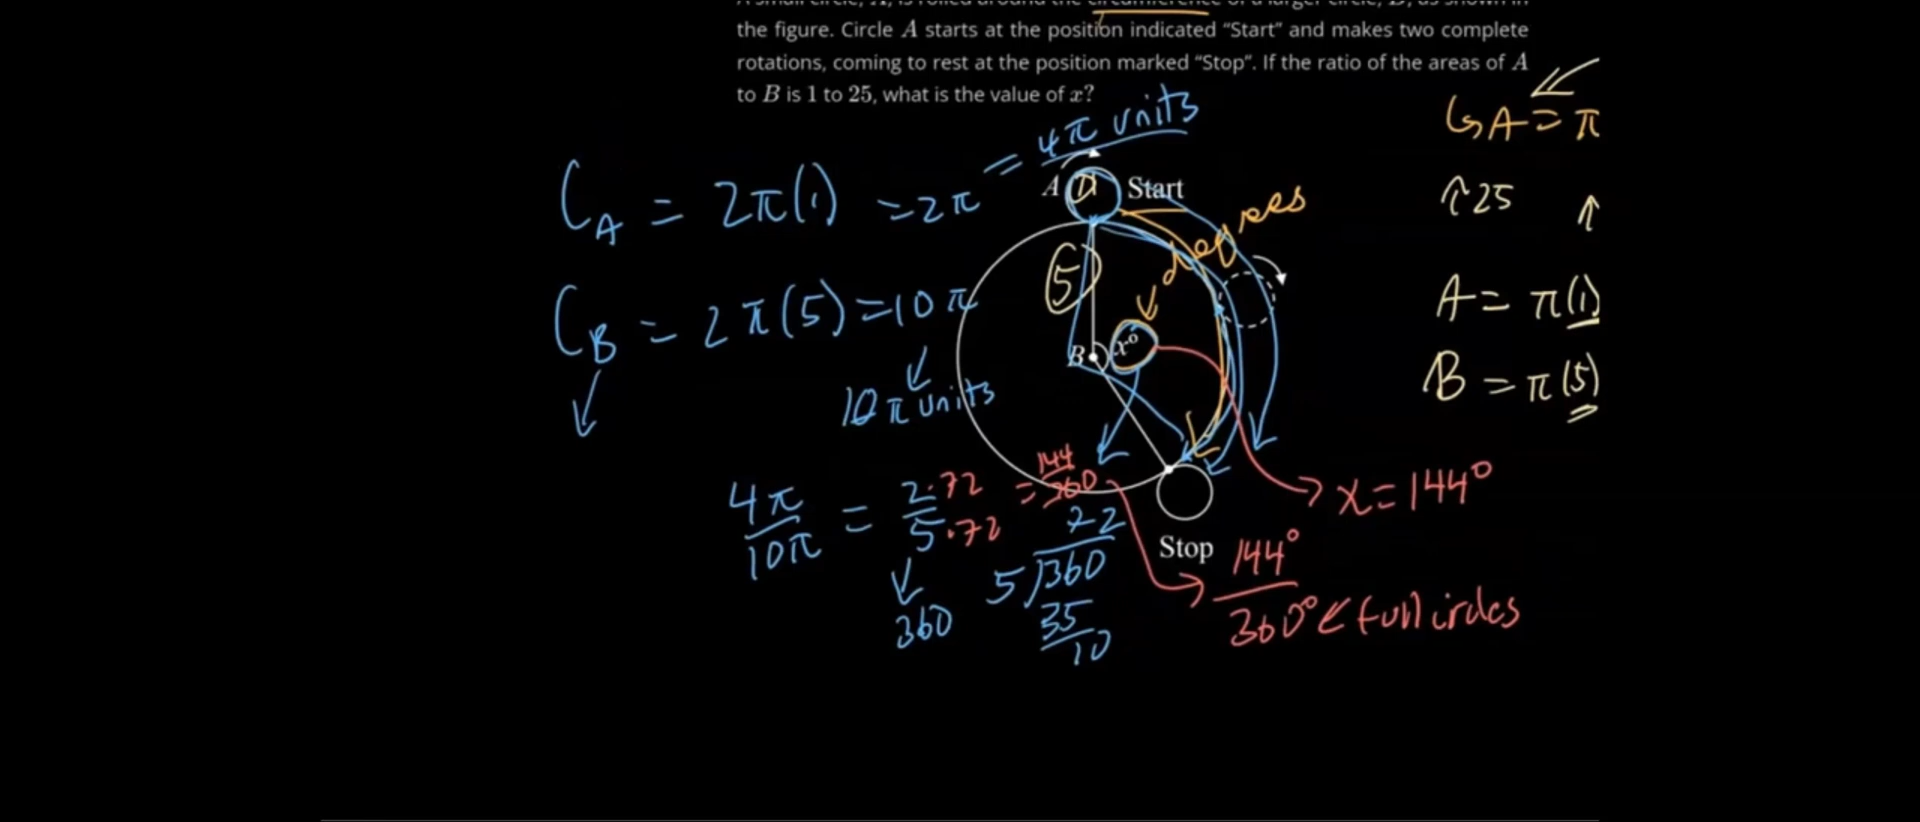 the figure. Circle A starts at the position indicated “Start” and makes two complete
rotations, coming to rest at the position marked “Stop”. If the ratio of the areas of A
to B is 1 to 25, what is the value of x?
C_A = 2π(1) = 2π = 4π units
A
Start
degrees
C_B = 2π(5) = 10π
10π units
5
B
x°
A = π
25
A = π(1)
B = π(5)
4π/10π = 2·72/5·72 = 144/360
360
72
5)360
35
10
Stop
x = 144°
144°
360°